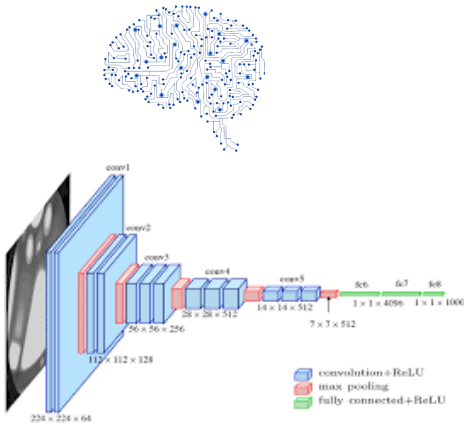 conv1
conv2
conv3
conv4
conv5
fc6
fc7
fc8
1 × 1 × 4096
1 × 1 × 1000
14 × 14 × 512
28 × 28 × 512
7 × 7 × 512
56 × 56 × 256
112 × 112 × 128
224 × 224 × 64
convolution+ReLU
max pooling
fully connected+ReLU